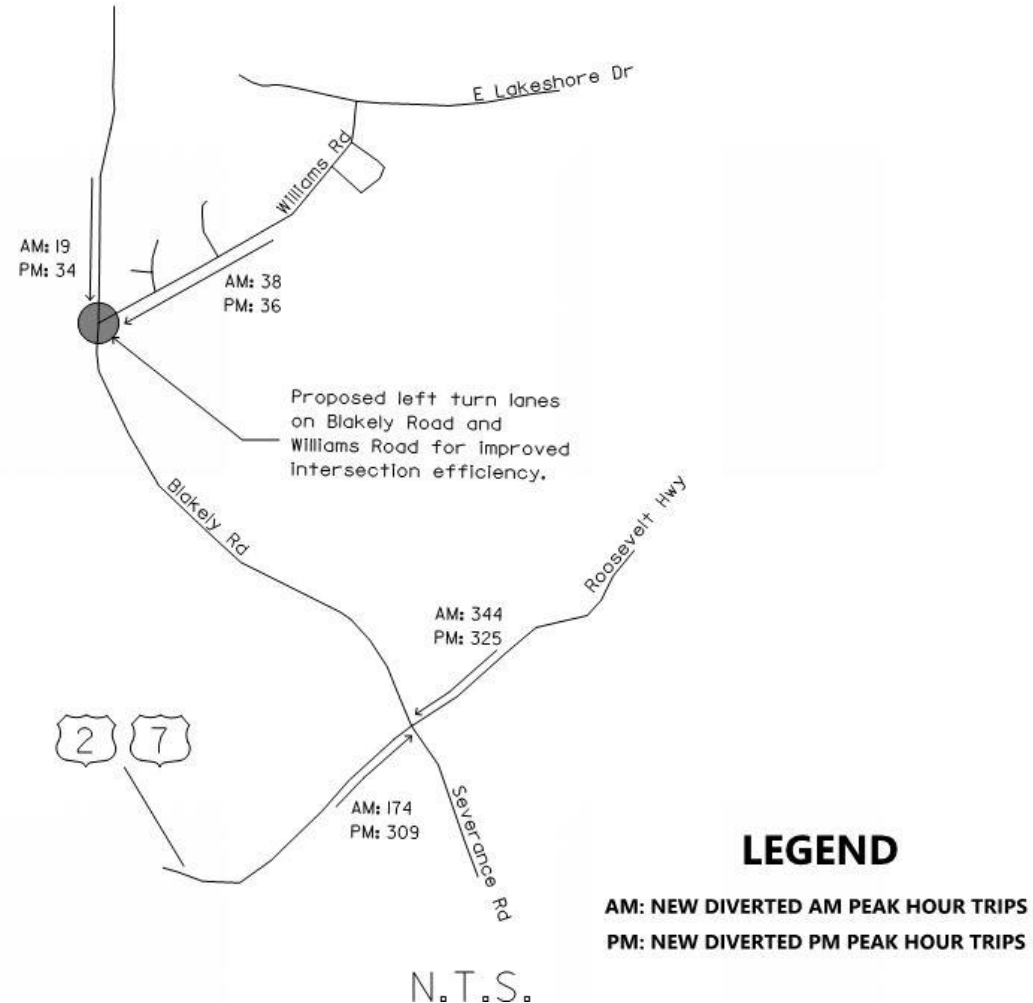 E Lakeshore Dr
Williams Rd
AM: 19
PM: 34
AM: 38
PM: 36
Proposed left turn lanes
on Blakely Road and
Williams Road for improved
intersection efficiency.
Blakely Rd
Roosevelt Hwy
AM: 344
PM: 325
2 7
AM: 174
PM: 309
Severance Rd
LEGEND
AM: NEW DIVERTED AM PEAK HOUR TRIPS
PM: NEW DIVERTED PM PEAK HOUR TRIPS
N.T.S.